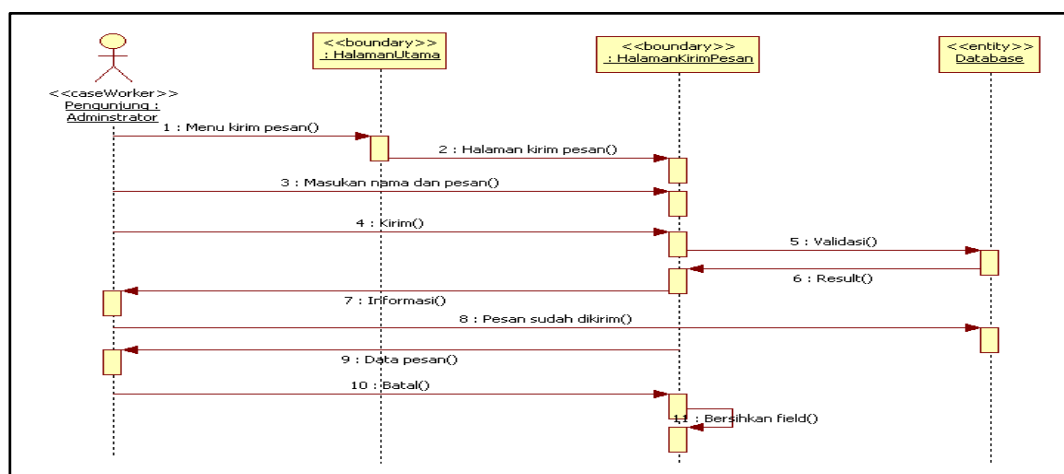 <<boundary>>
: HalamanUtama
<<boundary>>
: HalamanKirimPesan
<<entity>>
Database
<<caseWorker>>
Pengunjung :
Adminstrator
1 : Menu kirim pesan()
2 : Halaman kirim pesan()
3 : Masukan nama dan pesan()
4 : Kirim()
5 : Validasi()
6 : Result()
7 : Informasi()
8 : Pesan sudah dikirim()
9 : Data pesan()
10 : Batal()
11 : Bersihkan field()